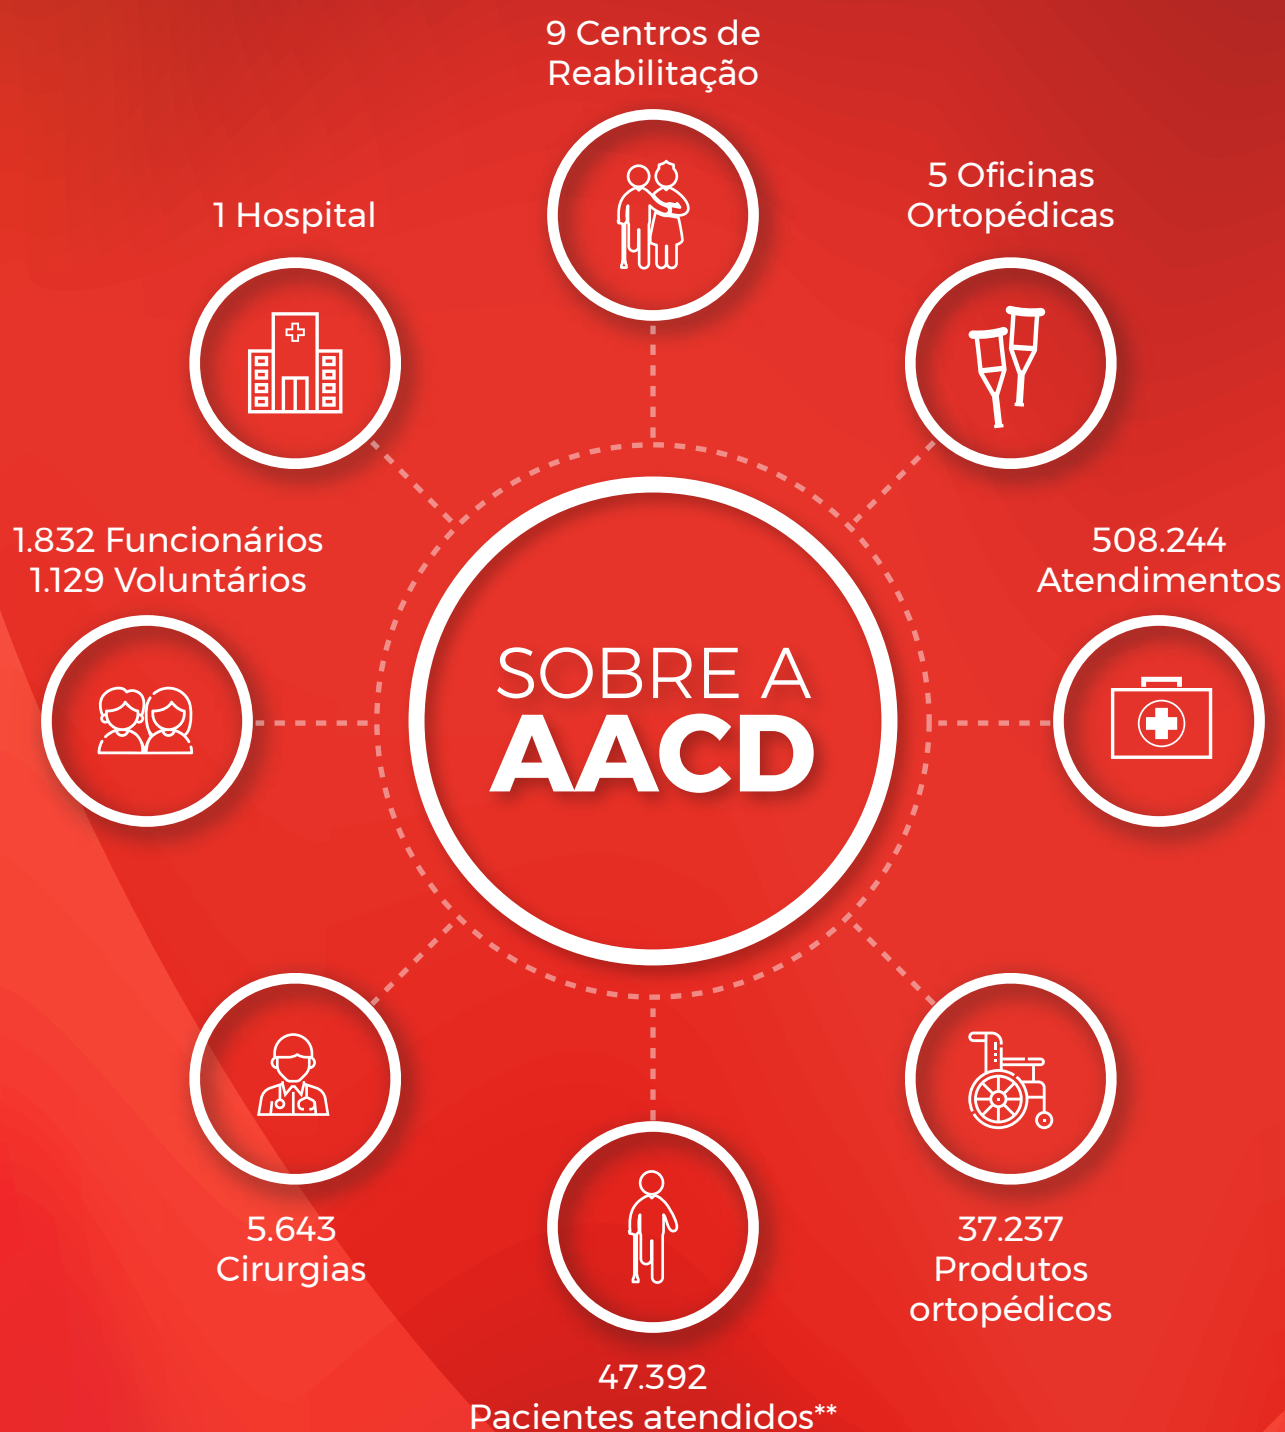 9 Centros de
Reabilitação
1 Hospital
5 Oficinas
Ortopédicas
1.832 Funcionários
1.129 Voluntários
508.244
Atendimentos
SOBRE A
AACD
5.643
Cirurgias
37.237
Produtos
ortopédicos
47.392
Pacientes atendidos**